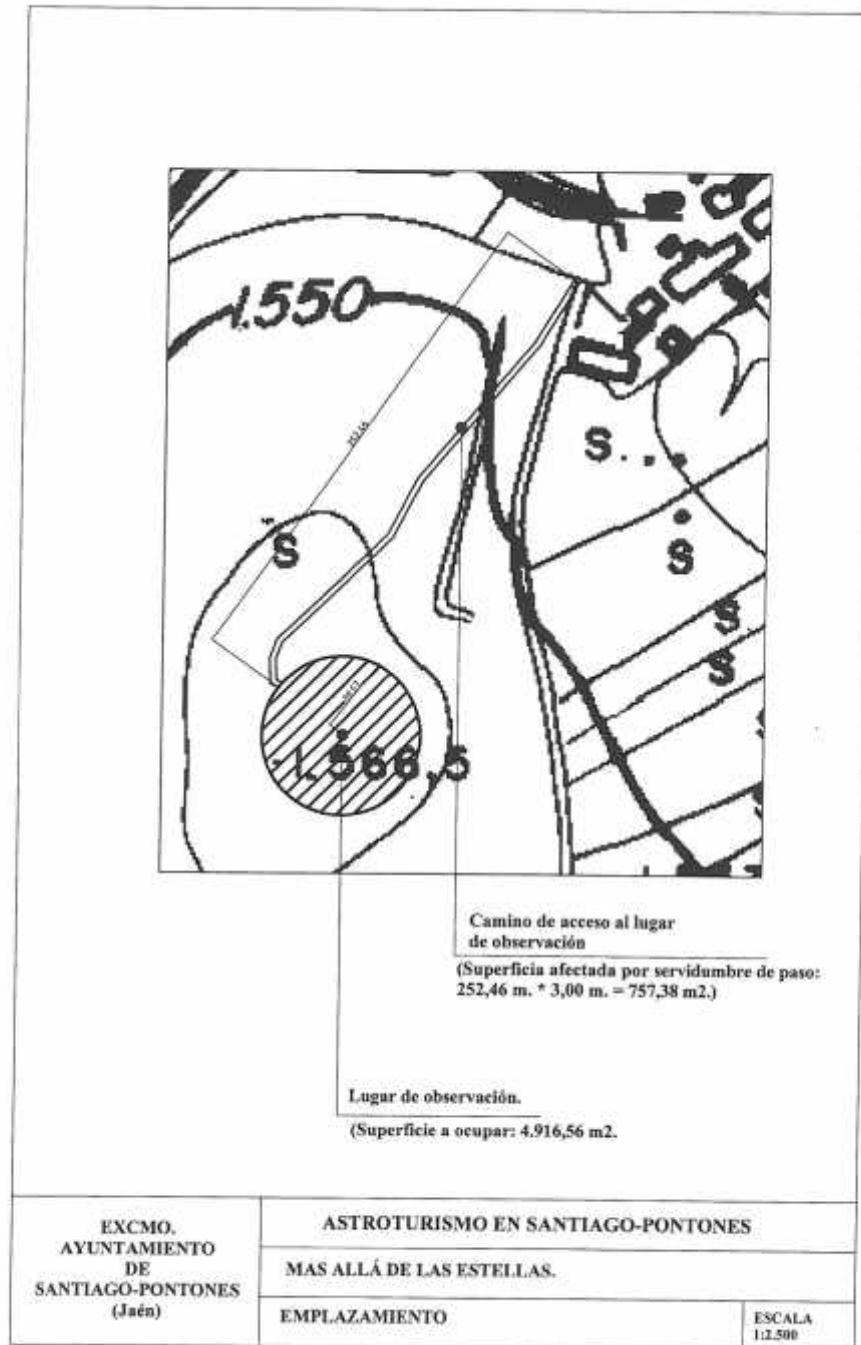 1.550
252,46
S
S
S
S
S
1.566,5
Camino de acceso al lugar
de observación
(Superficia afectada por servidumbre de paso:
252,46 m. * 3,00 m. = 757,38 m2.)
Lugar de observación.
(Superficie a ocupar: 4.916,56 m2.
EXCMO.
AYUNTAMIENTO
DE
SANTIAGO-PONTONES
(Jaén)
ASTROTURISMO EN SANTIAGO-PONTONES
MAS ALLÁ DE LAS ESTELLAS.
EMPLAZAMIENTO
ESCALA
1:2.500